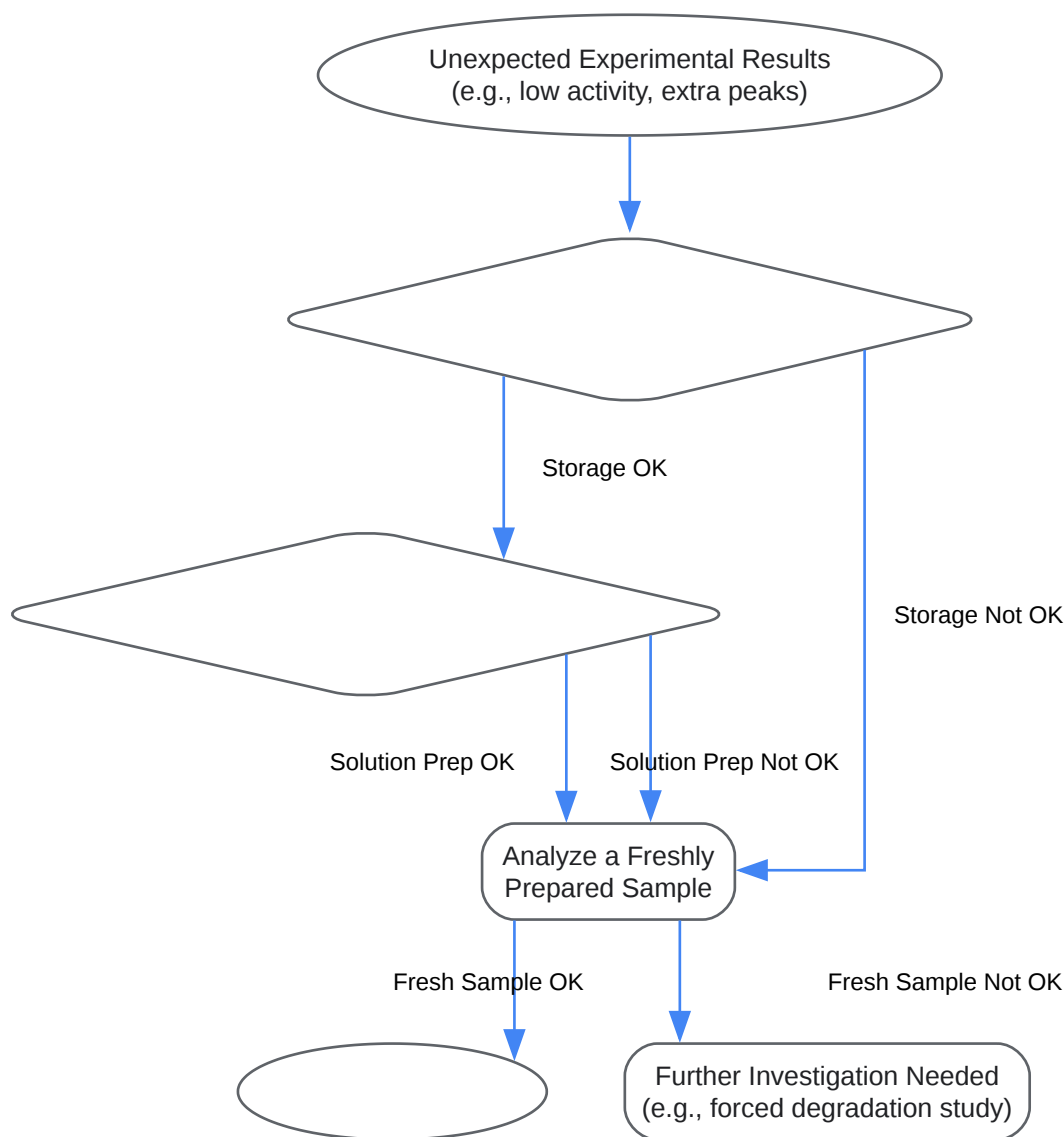 Unexpected Experimental Results
(e.g., low activity, extra peaks)
Storage OK
Storage Not OK
Solution Prep OK
Solution Prep Not OK
Analyze a Freshly
Prepared Sample
Fresh Sample OK
Fresh Sample Not OK
Further Investigation Needed
(e.g., forced degradation study)